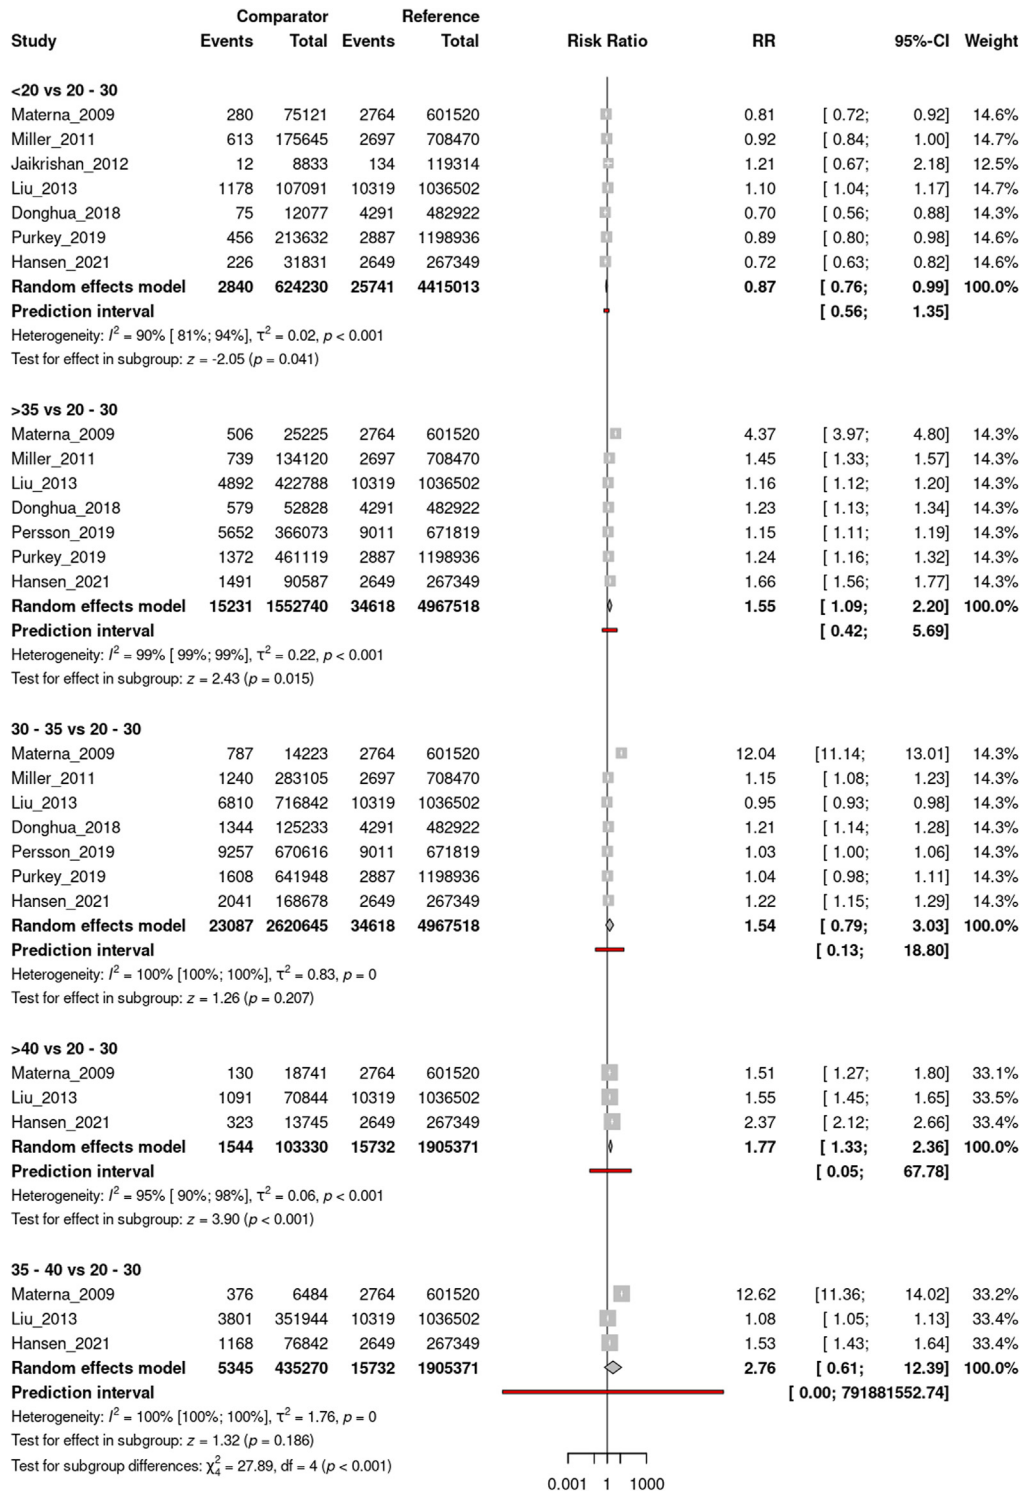 Comparator Reference
Study Events Total Events Total Risk Ratio RR 95%-CI Weight
<20 vs 20 - 30
Materna_2009 280 75121 2764 601520 0.81 [ 0.72; 0.92] 14.6%
Miller_2011 613 175645 2697 708470 0.92 [ 0.84; 1.00] 14.7%
Jaikrishan_2012 12 8833 134 119314 1.21 [ 0.67; 2.18] 12.5%
Liu_2013 1178 107091 10319 1036502 1.10 [ 1.04; 1.17] 14.7%
Donghua_2018 75 12077 4291 482922 0.70 [ 0.56; 0.88] 14.3%
Purkey_2019 456 213632 2887 1198936 0.89 [ 0.80; 0.98] 14.6%
Hansen_2021 226 31831 2649 267349 0.72 [ 0.63; 0.82] 14.6%
Random effects model 2840 624230 25741 4415013 0.87 [ 0.76; 0.99] 100.0%
Prediction interval [ 0.56; 1.35]
Heterogeneity: I² = 90% [ 81%; 94%], τ² = 0.02, p < 0.001
Test for effect in subgroup: z = -2.05 (p = 0.041)
>35 vs 20 - 30
Materna_2009 506 25225 2764 601520 4.37 [ 3.97; 4.80] 14.3%
Miller_2011 739 134120 2697 708470 1.45 [ 1.33; 1.57] 14.3%
Liu_2013 4892 422788 10319 1036502 1.16 [ 1.12; 1.20] 14.3%
Donghua_2018 579 52828 4291 482922 1.23 [ 1.13; 1.34] 14.3%
Persson_2019 5652 366073 9011 671819 1.15 [ 1.11; 1.19] 14.3%
Purkey_2019 1372 461119 2887 1198936 1.24 [ 1.16; 1.32] 14.3%
Hansen_2021 1491 90587 2649 267349 1.66 [ 1.56; 1.77] 14.3%
Random effects model 15231 1552740 34618 4967518 1.55 [ 1.09; 2.20] 100.0%
Prediction interval [ 0.42; 5.69]
Heterogeneity: I² = 99% [ 99%; 99%], τ² = 0.22, p < 0.001
Test for effect in subgroup: z = 2.43 (p = 0.015)
30 - 35 vs 20 - 30
Materna_2009 787 14223 2764 601520 12.04 [11.14; 13.01] 14.3%
Miller_2011 1240 283105 2697 708470 1.15 [ 1.08; 1.23] 14.3%
Liu_2013 6810 716842 10319 1036502 0.95 [ 0.93; 0.98] 14.3%
Donghua_2018 1344 125233 4291 482922 1.21 [ 1.14; 1.28] 14.3%
Persson_2019 9257 670616 9011 671819 1.03 [ 1.00; 1.06] 14.3%
Purkey_2019 1608 641948 2887 1198936 1.04 [ 0.98; 1.11] 14.3%
Hansen_2021 2041 168678 2649 267349 1.22 [ 1.15; 1.29] 14.3%
Random effects model 23087 2620645 34618 4967518 1.54 [ 0.79; 3.03] 100.0%
Prediction interval [ 0.13; 18.80]
Heterogeneity: I² = 100% [100%; 100%], τ² = 0.83, p = 0
Test for effect in subgroup: z = 1.26 (p = 0.207)
>40 vs 20 - 30
Materna_2009 130 18741 2764 601520 1.51 [ 1.27; 1.80] 33.1%
Liu_2013 1091 70844 10319 1036502 1.55 [ 1.45; 1.65] 33.5%
Hansen_2021 323 13745 2649 267349 2.37 [ 2.12; 2.66] 33.4%
Random effects model 1544 103330 15732 1905371 1.77 [ 1.33; 2.36] 100.0%
Prediction interval [ 0.05; 67.78]
Heterogeneity: I² = 95% [ 90%; 98%], τ² = 0.06, p < 0.001
Test for effect in subgroup: z = 3.90 (p < 0.001)
35 - 40 vs 20 - 30
Materna_2009 376 6484 2764 601520 12.62 [11.36; 14.02] 33.2%
Liu_2013 3801 351944 10319 1036502 1.08 [ 1.05; 1.13] 33.4%
Hansen_2021 1168 76842 2649 267349 1.53 [ 1.43; 1.64] 33.4%
Random effects model 5345 435270 15732 1905371 2.76 [ 0.61; 12.39] 100.0%
Prediction interval [ 0.00; 791881552.74]
Heterogeneity: I² = 100% [100%; 100%], τ² = 1.76, p = 0
Test for effect in subgroup: z = 1.32 (p = 0.186)
Test for subgroup differences: χ²₄ = 27.89, df = 4 (p < 0.001)
0.001 1 1000